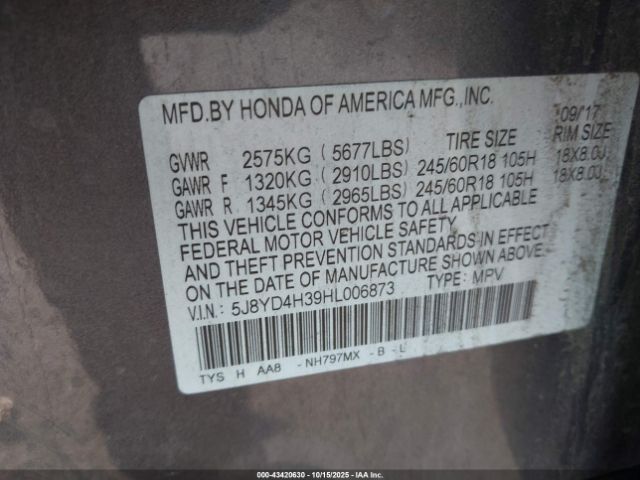 MFD.BY HONDA OF AMERICA MFG.,INC.
09/'17
TIRE SIZE RIM SIZE
GVWR 2575KG ( 5677LBS)
GAWR F 1320KG ( 2910LBS) 245/60R18 105H 18X8.0J
GAWR R 1345KG ( 2965LBS) 245/60R18 105H 18X8.0J
THIS VEHICLE CONFORMS TO ALL APPLICABLE
FEDERAL MOTOR VEHICLE SAFETY
AND THEFT PREVENTION STANDARDS IN EFFECT
ON THE DATE OF MANUFACTURE SHOWN ABOVE.
V.I.N.: 5J8YD4H39HL006873 TYPE: MPV
TYS H AA8 -NH797MX -B -L
000-43420630 - 10/15/2025 - IAA Inc.